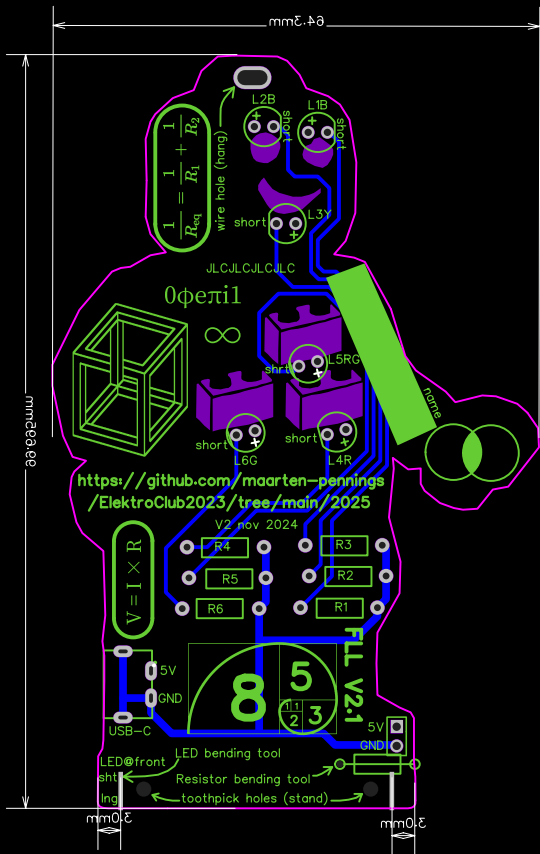 64.3mm
L2B
L1B
+
+
short
short
1/R_eq = 1/R_1 + 1/R_2
wire hole (hang)
short
L3Y
+
JLCJLCJLCJLC
0φeπi1
∞
99.999mm
L5RG
shrt
+
name
short
+
L6G
short
+
L4R
https://github.com/maarten-pennings
/ElektroClub2023/tree/main/2025
V2 nov 2024
R4
R3
R5
R2
R6
R1
V=I×R
FLL V2.1
8
5
1 1
2
3
5V
GND
USB-C
5V
GND
LED bending tool
LED@front
sht
Resistor bending tool
lng
toothpick holes (stand)
3.0mm
3.0mm